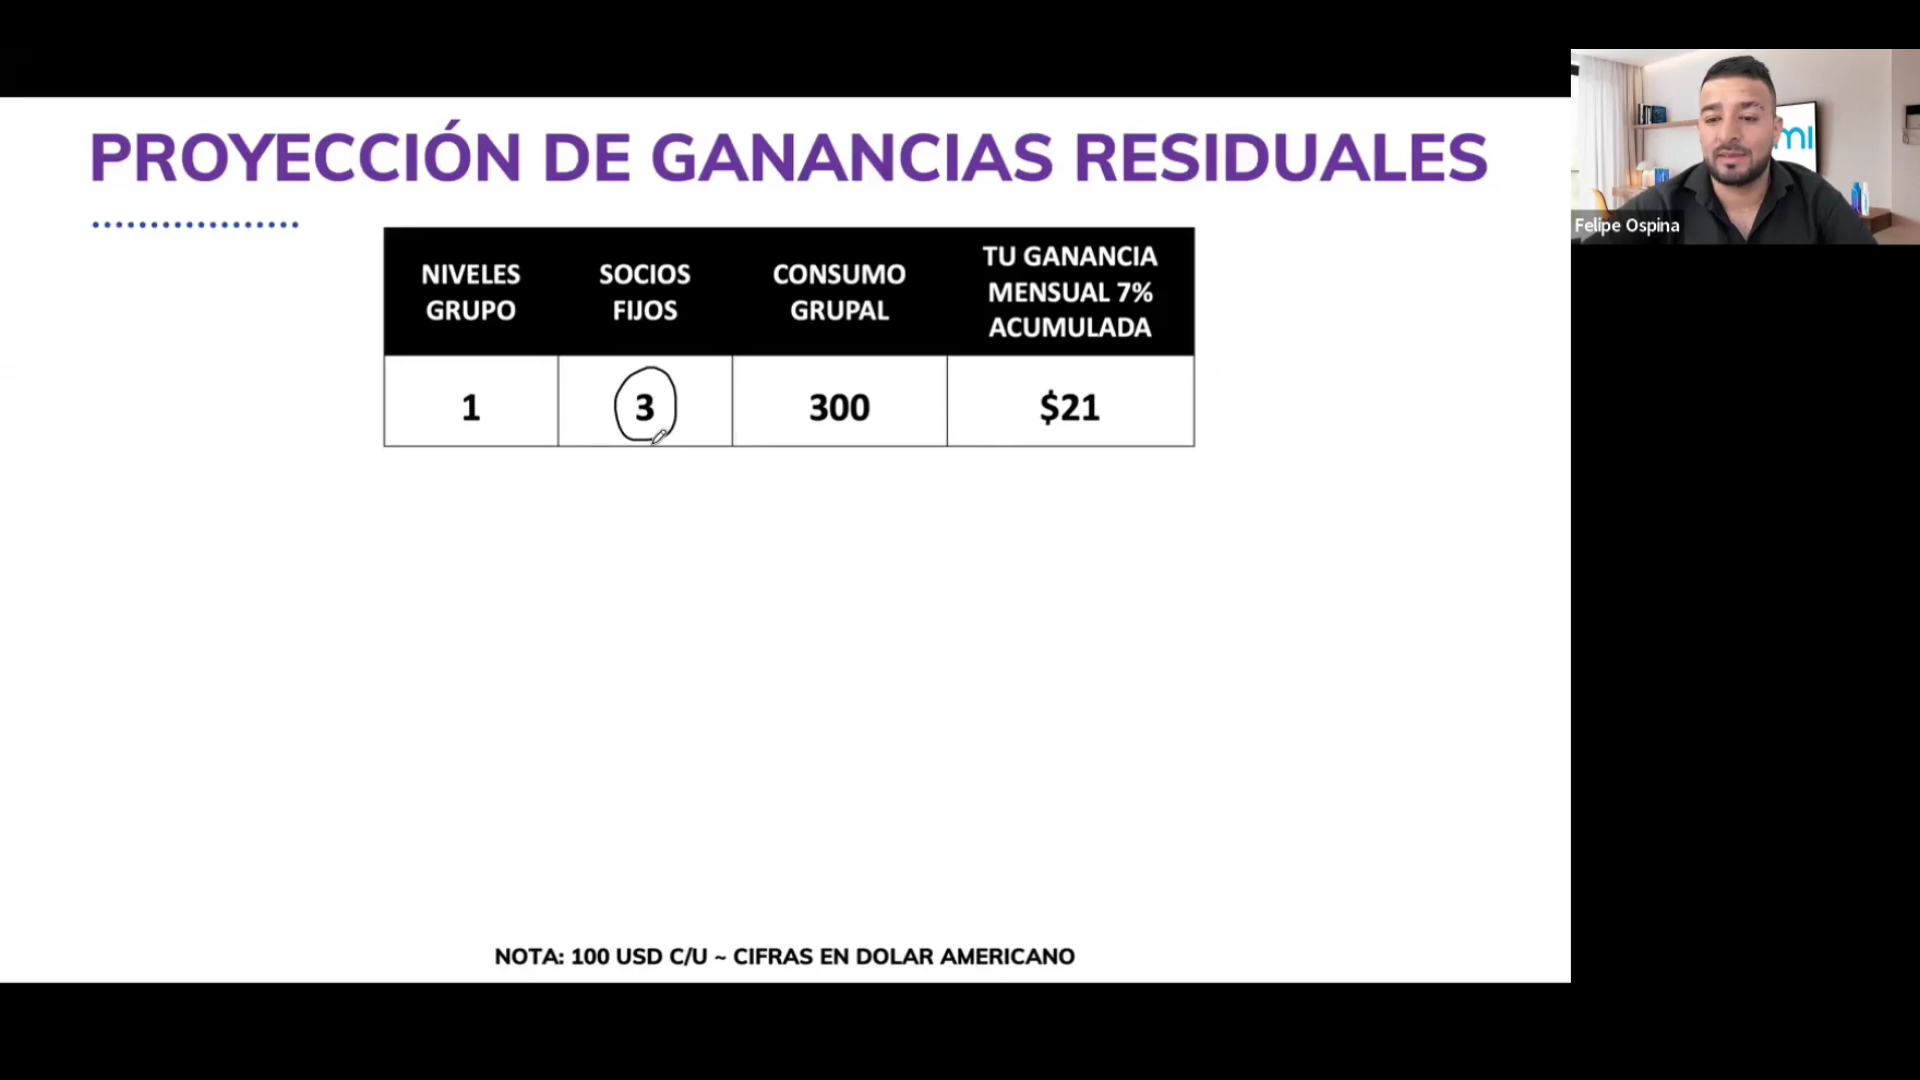 PROYECCIÓN DE GANANCIAS RESIDUALES
NIVELES GRUPO
SOCIOS FIJOS
CONSUMO GRUPAL
TU GANANCIA MENSUAL 7% ACUMULADA
1
3
300
$21
NOTA: 100 USD C/U ~ CIFRAS EN DOLAR AMERICANO
mi
Felipe Ospina